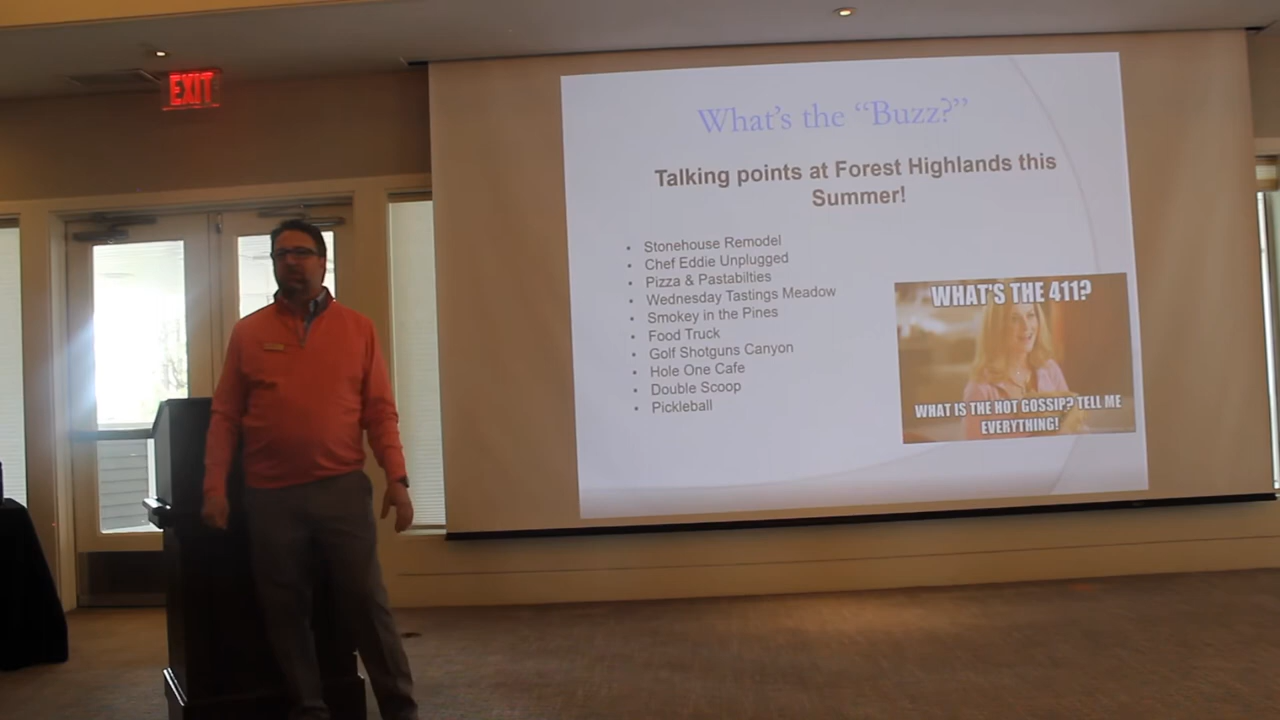 EXIT
What's the “Buzz?”
Talking points at Forest Highlands this
Summer!
• Stonehouse Remodel
• Chef Eddie Unplugged
• Pizza & Pastabilties
• Wednesday Tastings Meadow
• Smokey in the Pines
• Food Truck
• Golf Shotguns Canyon
• Hole One Cafe
• Double Scoop
• Pickleball
WHAT'S THE 411?
WHAT IS THE HOT GOSSIP? TELL ME
EVERYTHING!